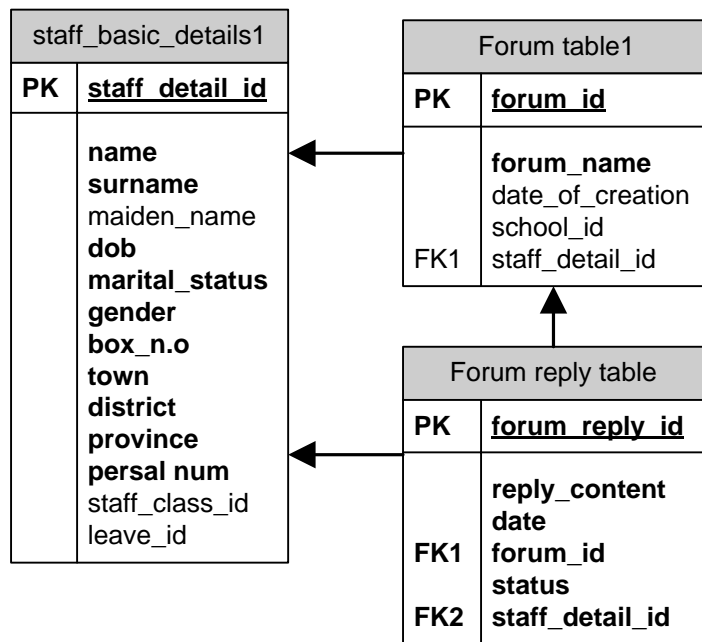 staff_basic_details1
PK staff_detail_id
name
surname
maiden_name
dob
marital_status
gender
box_n.o
town
district
province
persal num
staff_class_id
leave_id
Forum table1
PK forum_id
forum_name
date_of_creation
school_id
FK1 staff_detail_id
Forum reply table
PK forum_reply_id
reply_content
date
FK1 forum_id
status
FK2 staff_detail_id